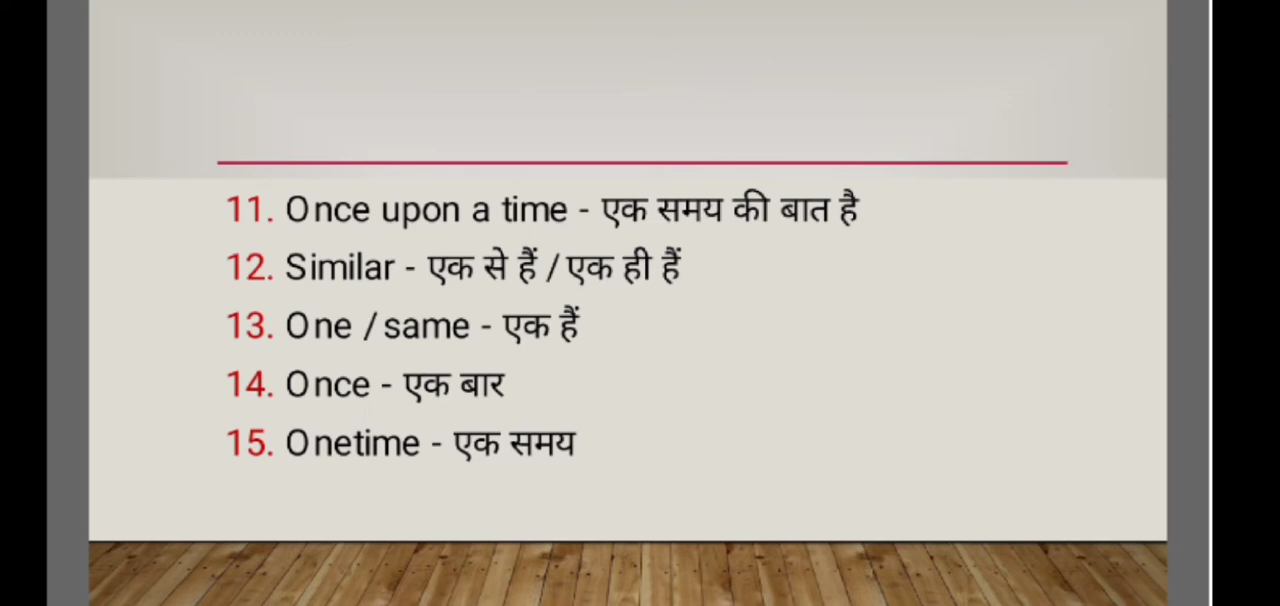 11. Once upon a time - एक समय की बात है
12. Similar - एक से हैं / एक ही हैं
13. One / same - एक हैं
14. Once - एक बार
15. Onetime - एक समय